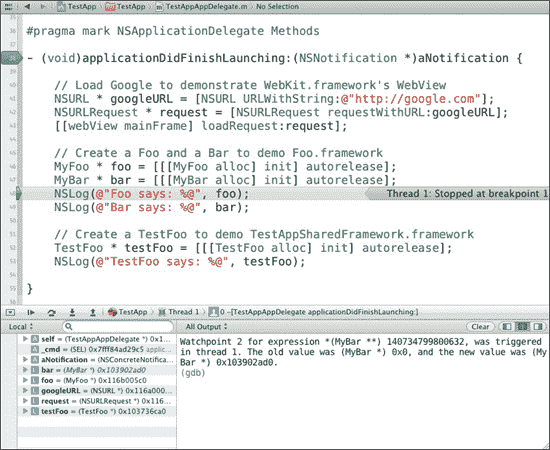 TestApp TestApp TestAppAppDelegate.m No Selection
#pragma mark NSApplicationDelegate Methods
38
- (void)applicationDidFinishLaunching:(NSNotification *)aNotification {
// Load Google to demonstrate WebKit.framework's WebView
NSURL * googleURL = [NSURL URLWithString:@"http://google.com"];
NSURLRequest * request = [NSURLRequest requestWithURL:googleURL];
[[webView mainFrame] loadRequest:request];
// Create a Foo and a Bar to demo Foo.framework
MyFoo * foo = [[[MyFoo alloc] init] autorelease];
MyBar * bar = [[[MyBar alloc] init] autorelease];
NSLog(@"Foo says: %@", foo); Thread 1: Stopped at breakpoint 1
NSLog(@"Bar says: %@", bar);
// Create a TestFoo to demo TestAppSharedFramework.framework
TestFoo * testFoo = [[[TestFoo alloc] init] autorelease];
NSLog(@"TestFoo says: %@", testFoo);
}
TestApp Thread 1 0 -[TestAppAppDelegate applicationDidFinishLaunching:]
Local All Output Clear
self = (TestAppAppDelegate *) 0x1...
_cmd = (SEL) 0x7fff84ad29c5 applic...
aNotification = (NSConcreteNotifica...
bar = (MyBar *) 0x103902ad0
foo = (MyFoo *) 0x116b005c0
googleURL = (NSURL *) 0x116a000...
request = (NSURLRequest *) 0x116...
testFoo = (TestFoo *) 0x103736ca0
Watchpoint 2 for expression *(MyBar **) 140734799800632, was triggered
in thread 1. The old value was (MyBar *) 0x0, and the new value was (My
Bar *) 0x103902ad0.
(gdb)